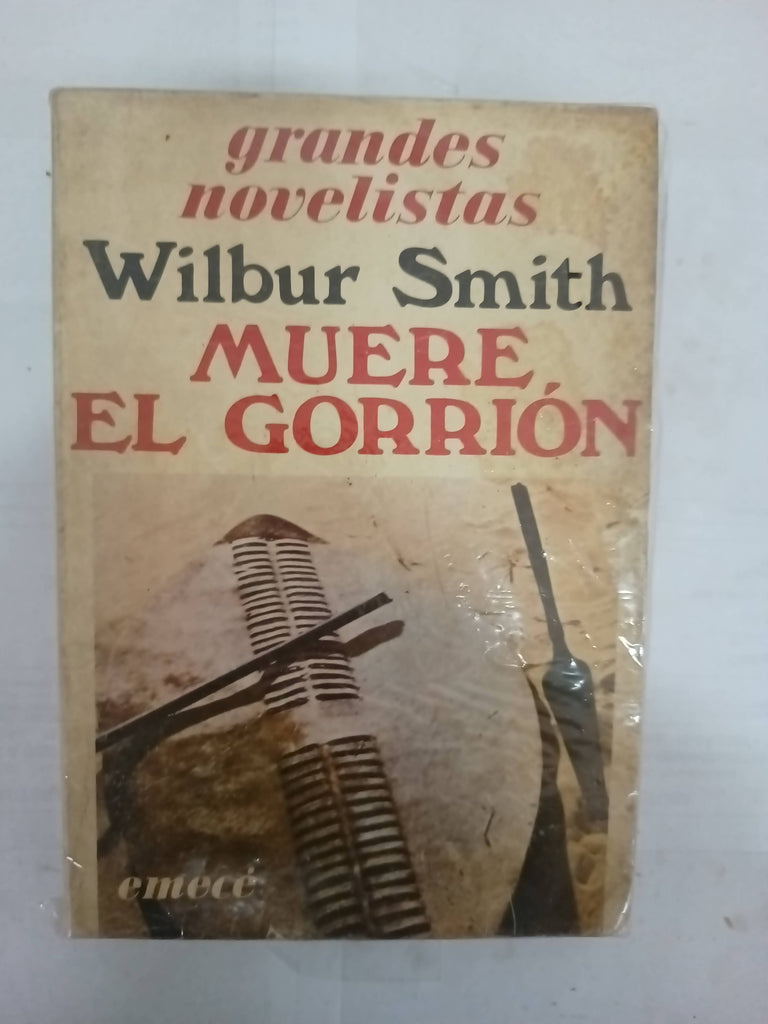 grandes
novelistas
Wilbur Smith
MUERE
EL GORRIÓN
emecé